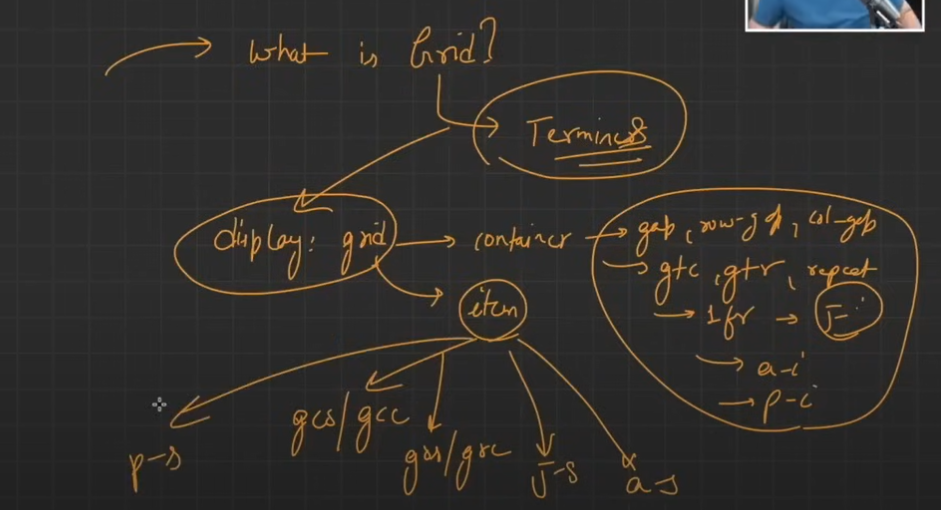 What is Grid?
Termines
display: grid
container
gap, row-gap, col-gap
gtc, gtr, repeat
1fr
J-i
item
a-i
p-i
gcs/gce
grs/gre
p-s
J-s
a-s